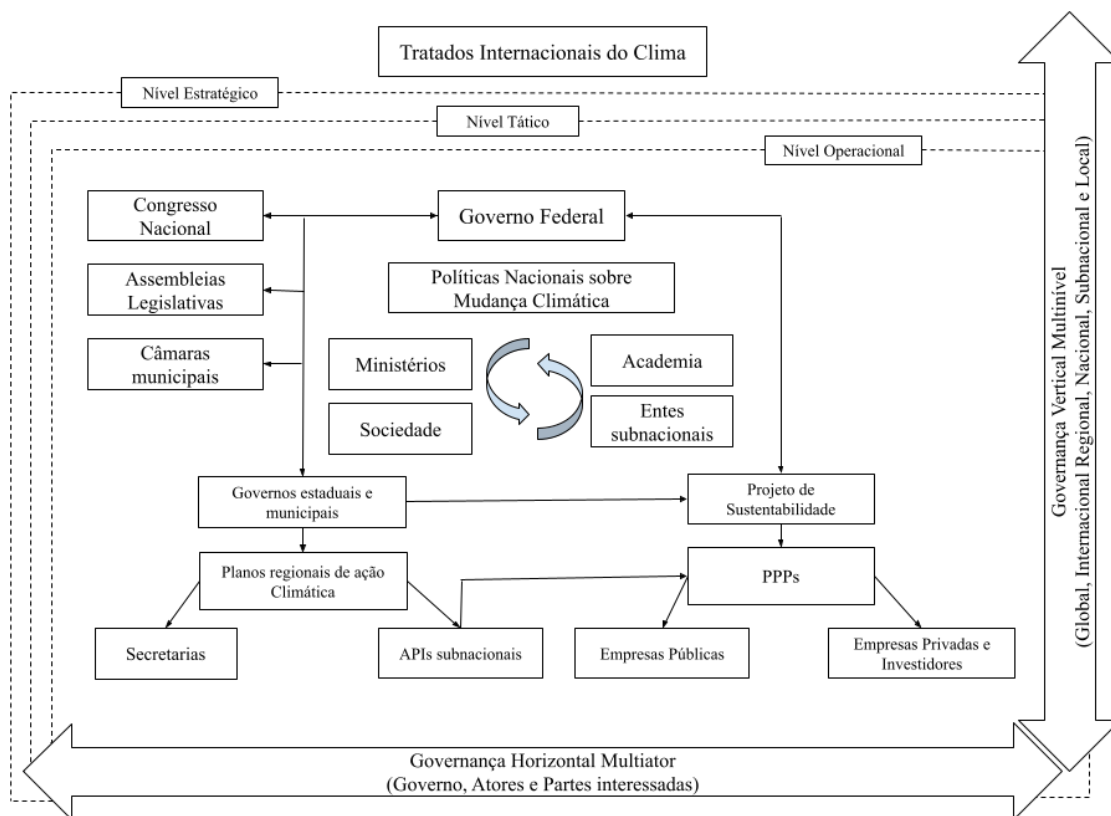 Tratados Internacionais do Clima
Nível Estratégico
Nível Tático
Nível Operacional
Congresso
Nacional
Governo Federal
Assembleias
Legislativas
Políticas Nacionais sobre
Mudança Climática
Câmaras
municipais
Ministérios
Academia
Sociedade
Entes
subnacionais
Governos estaduais e
municipais
Projeto de
Sustentabilidade
Planos regionais de ação
Climática
PPPs
Secretarias
APIs subnacionais
Empresas Públicas
Empresas Privadas e
Investidores
Governança Horizontal Multiator
(Governo, Atores e Partes interessadas)
Governança Vertical Multinível
(Global, Internacional Regional, Nacional, Subnacional e Local)